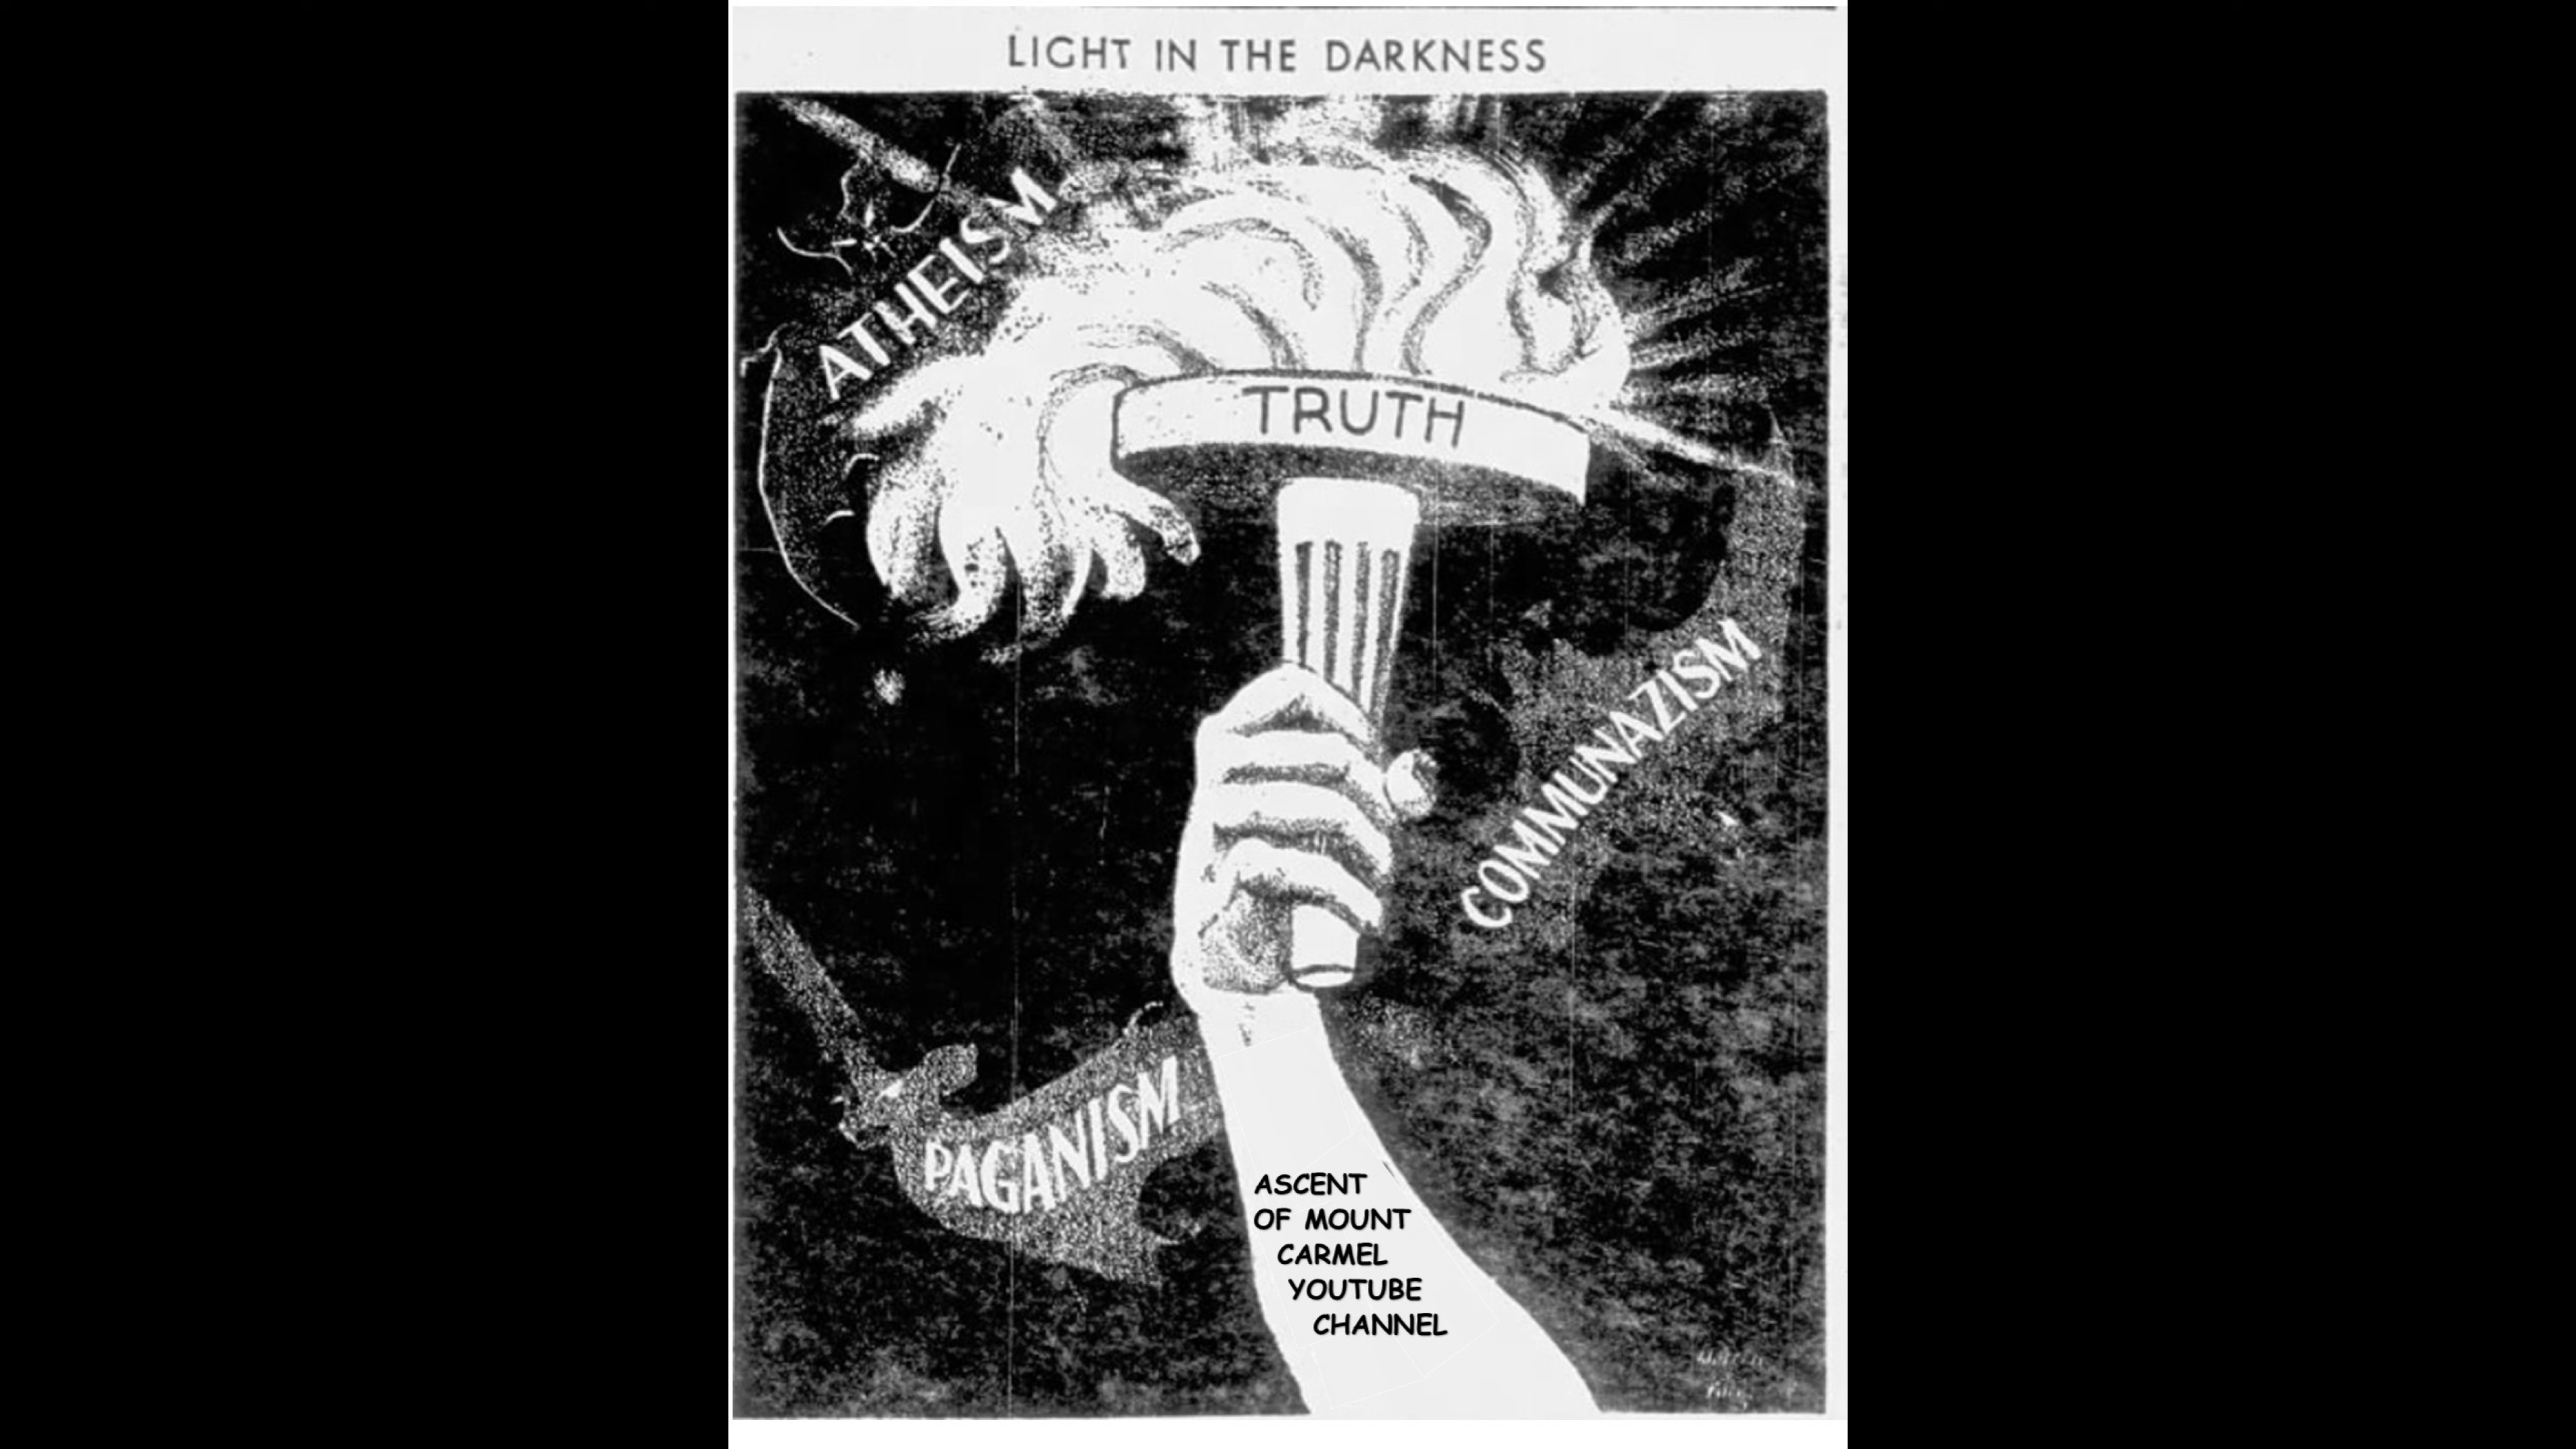 LIGHT IN THE DARKNESS
ATHEISM
TRUTH
COMMUNAZISM
PAGANISM
ASCENT
OF MOUNT
CARMEL
YOUTUBE
CHANNEL